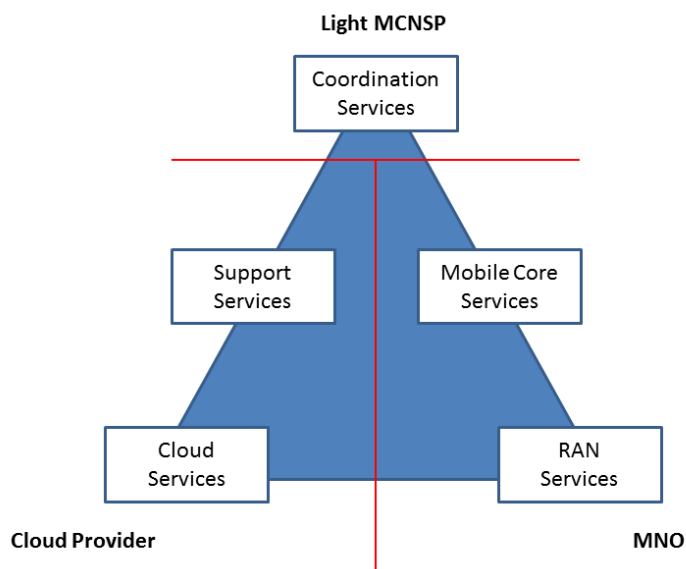 Light MCNSP
Coordination
Services
Support
Services
Mobile Core
Services
Cloud
Services
RAN
Services
Cloud Provider
MNO